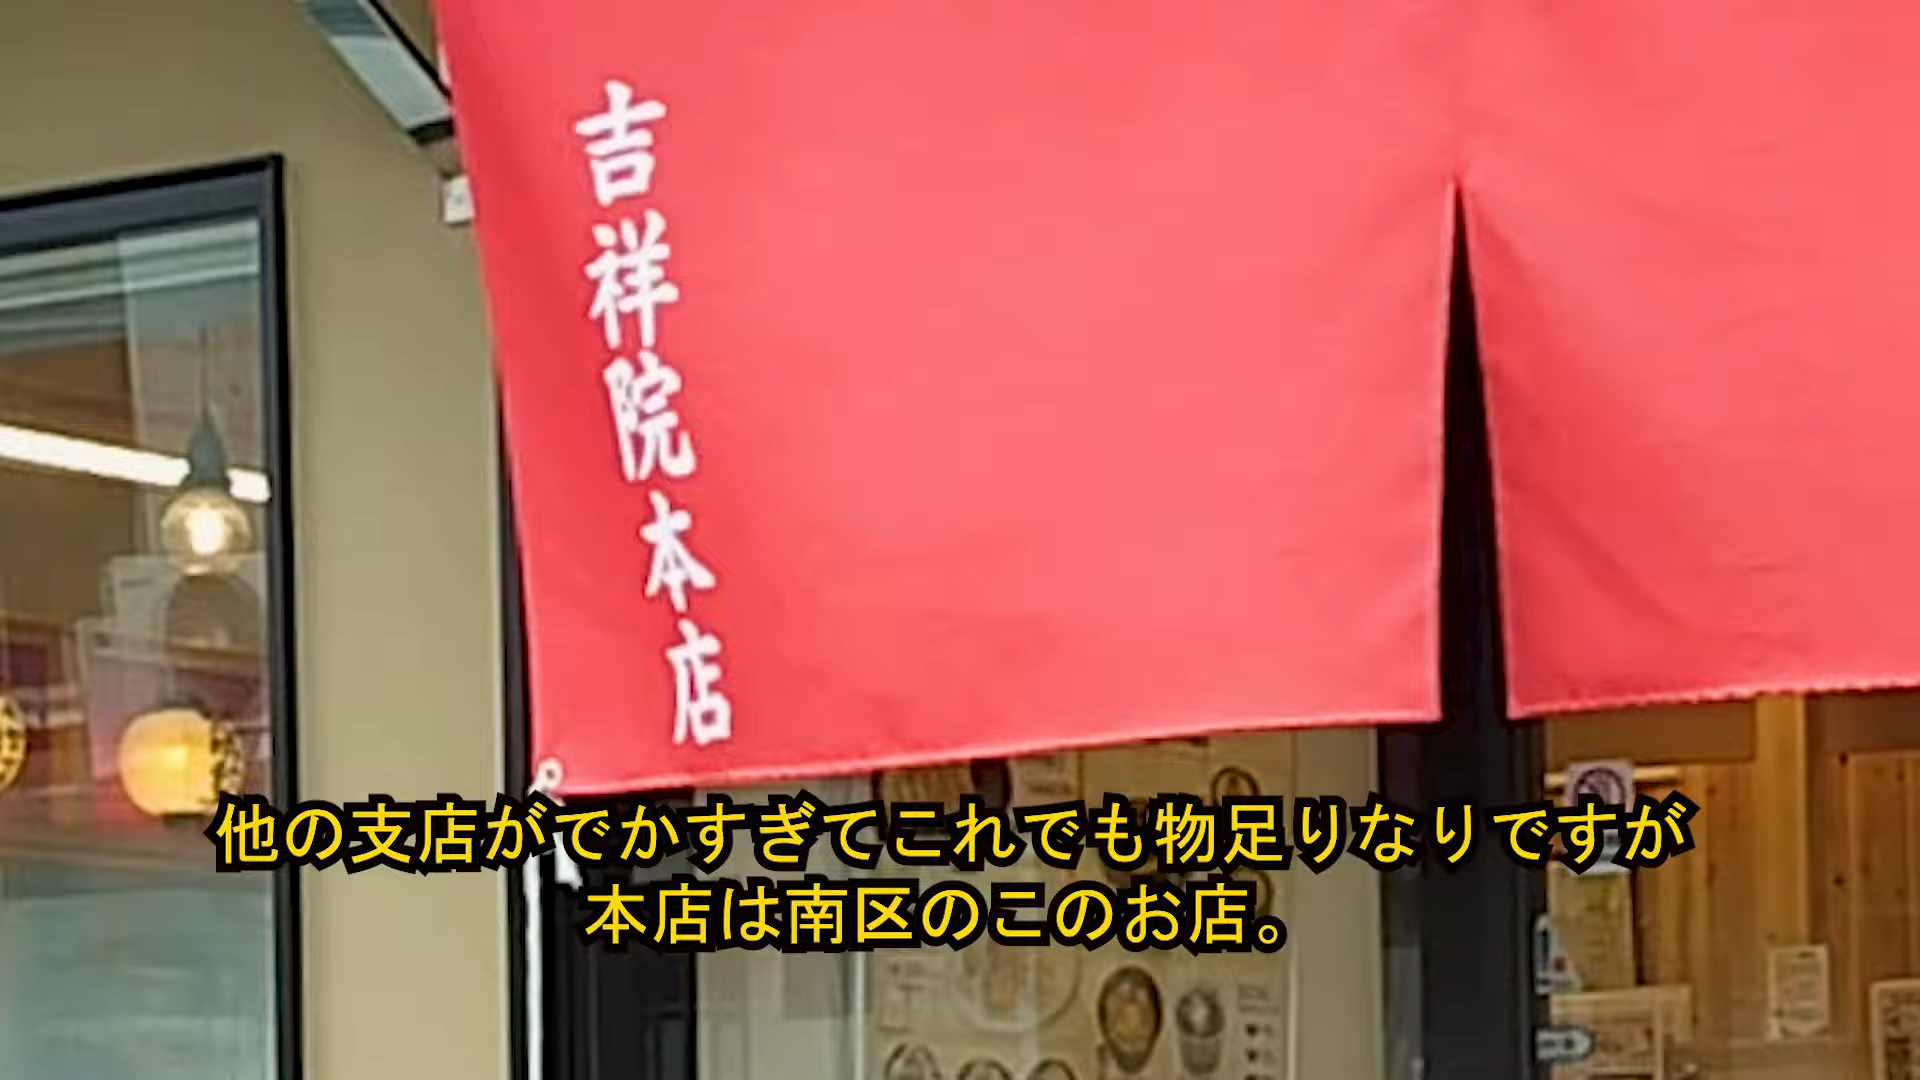 吉祥院本店
他の支店がでかすぎてこれでも物足りなりですが
本店は南区のこのお店。